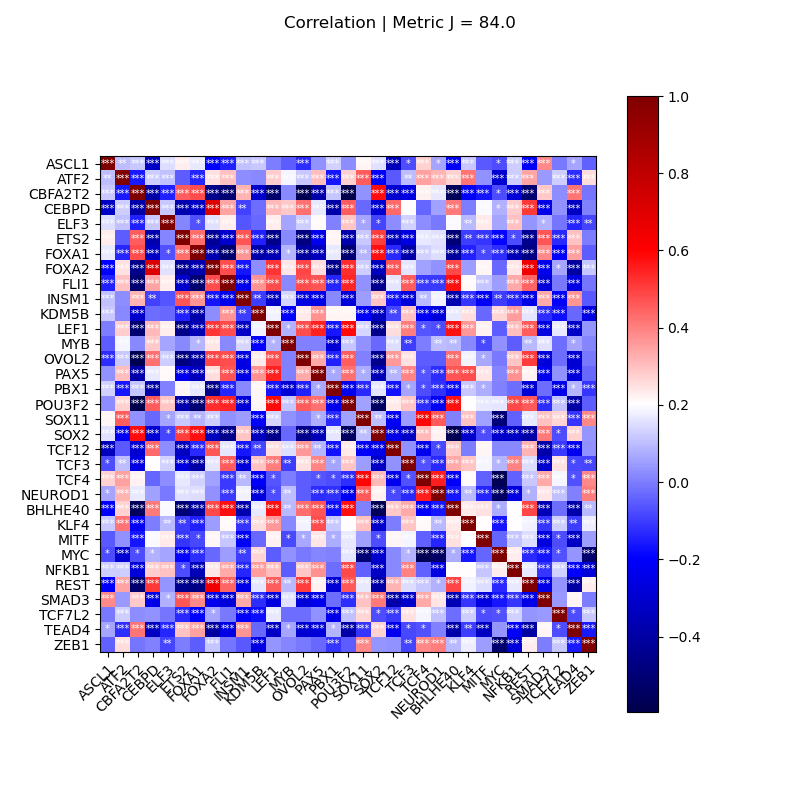 Correlation | Metric J = 84.0
ASCL1
ATF2
CBFA2T2
CEBPD
ELF3
ETS2
FOXA1
FOXA2
FLI1
INSM1
KDM5B
LEF1
MYB
OVOL2
PAX5
PBX1
POU3F2
SOX11
SOX2
TCF12
TCF3
TCF4
NEUROD1
BHLHE40
KLF4
MITF
MYC
NFKB1
REST
SMAD3
TCF7L2
TEAD4
ZEB1
ASCL1
ATF2
CBFA2T2
CEBPD
ELF3
ETS2
FOXA1
FOXA2
FLI1
INSM1
KDM5B
LEF1
MYB
OVOL2
PAX5
PBX1
POU3F2
SOX11
SOX2
TCF12
TCF3
TCF4
NEUROD1
BHLHE40
KLF4
MITF
MYC
NFKB1
REST
SMAD3
TCF7L2
TEAD4
ZEB1
1.0
0.8
0.6
0.4
0.2
0.0
−0.2
−0.4